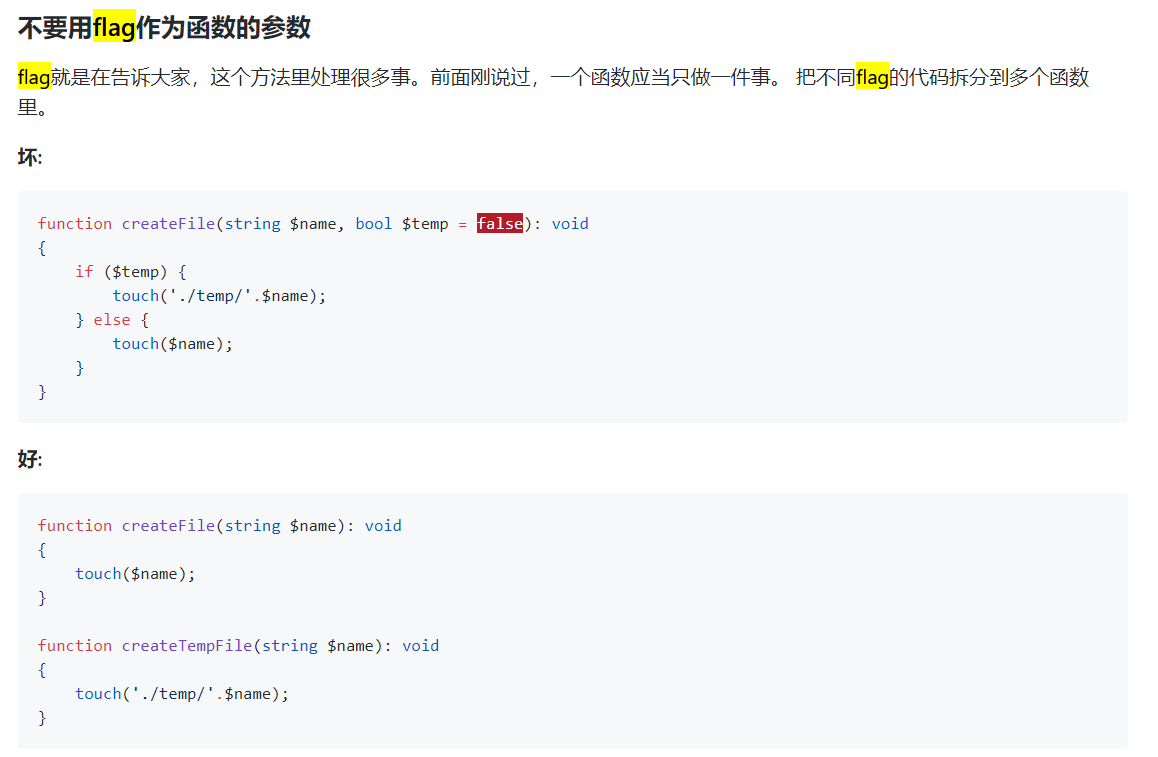 不要用flag作为函数的参数
flag就是在告诉大家，这个方法里处理很多事。前面刚说过，一个函数应当只做一件事。 把不同flag的代码拆分到多个函数
里。
坏:
function createFile(string $name, bool $temp = false): void
{
    if ($temp) {
        touch('./temp/'.$name);
    } else {
        touch($name);
    }
}
好:
function createFile(string $name): void
{
    touch($name);
}
function createTempFile(string $name): void
{
    touch('./temp/'.$name);
}